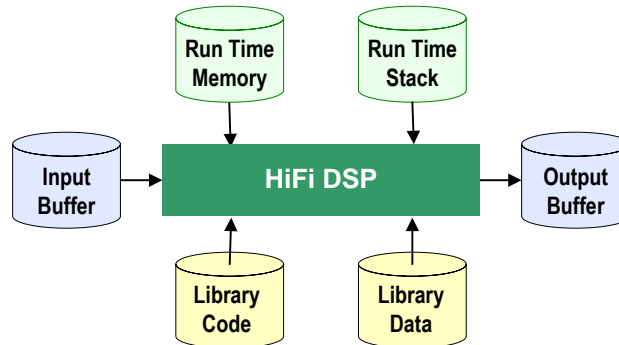 Run Time
Memory
Run Time
Stack
Input
Buffer
HiFi DSP
Output
Buffer
Library
Code
Library
Data